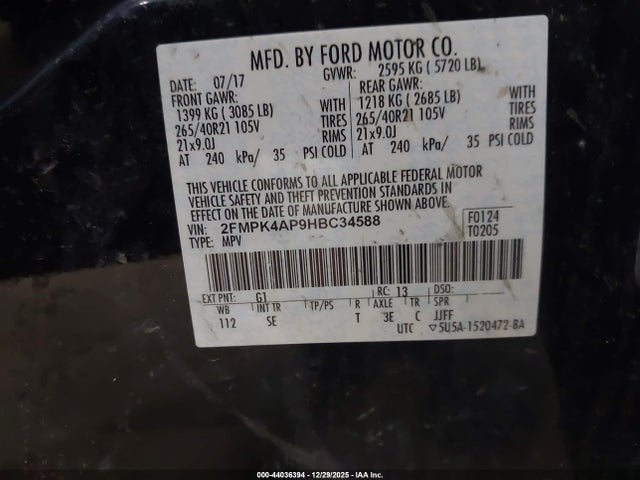 MFD. BY FORD MOTOR CO.
DATE: 07/17 GVWR: 2595 KG ( 5720 LB)
FRONT GAWR: REAR GAWR:
1399 KG ( 3085 LB) WITH 1218 KG ( 2685 LB) WITH
265/40R21 105V TIRES 265/40R21 105V TIRES
21x9.0J RIMS 21x9.0J RIMS
AT 240 kPa/ 35 PSI COLD AT 240 kPa/ 35 PSI COLD
THIS VEHICLE CONFORMS TO ALL APPLICABLE FEDERAL MOTOR
VEHICLE SAFETY AND THEFT PREVENTION STANDARDS IN
EFFECT ON THE DATE OF MANUFACTURE SHOWN ABOVE.
VIN: 2FMPK4AP9HBC34588 F0124
TYPE: MPV T0205
EXT PNT: G1 RC: 13 DSO:
WB INT TR TP/PS R AXLE TR SPR
112 SE T 3E C JJFF
UTC ▽5U5A-1520472-BA
000-44036394 • 12/29/2025 • IAA Inc.